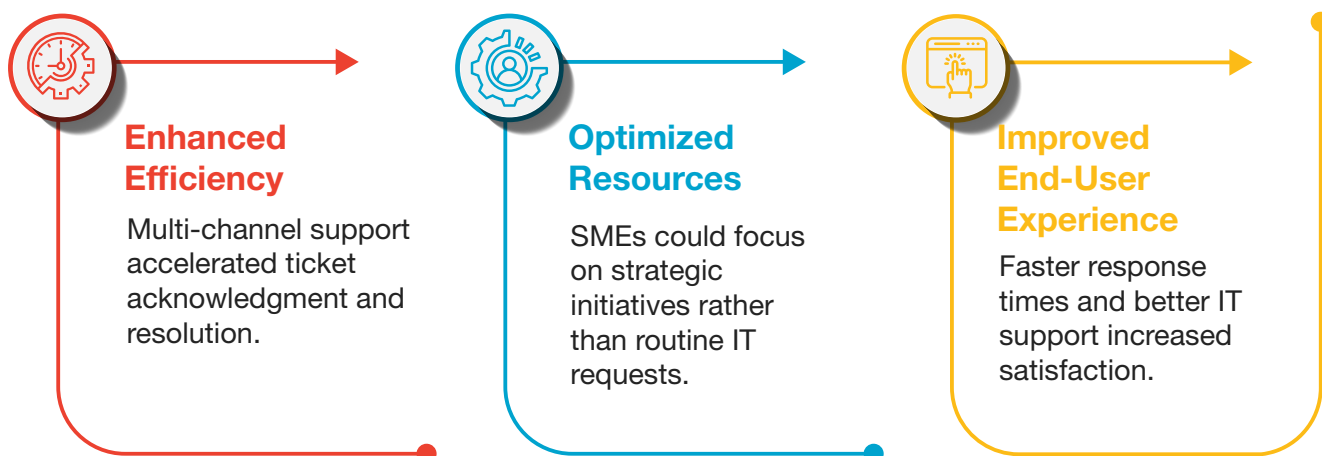 Enhanced
Efficiency
Multi-channel support
accelerated ticket
acknowledgment and
resolution.
Optimized
Resources
SMEs could focus
on strategic
initiatives rather
than routine IT
requests.
Improved
End-User
Experience
Faster response
times and better IT
support increased
satisfaction.